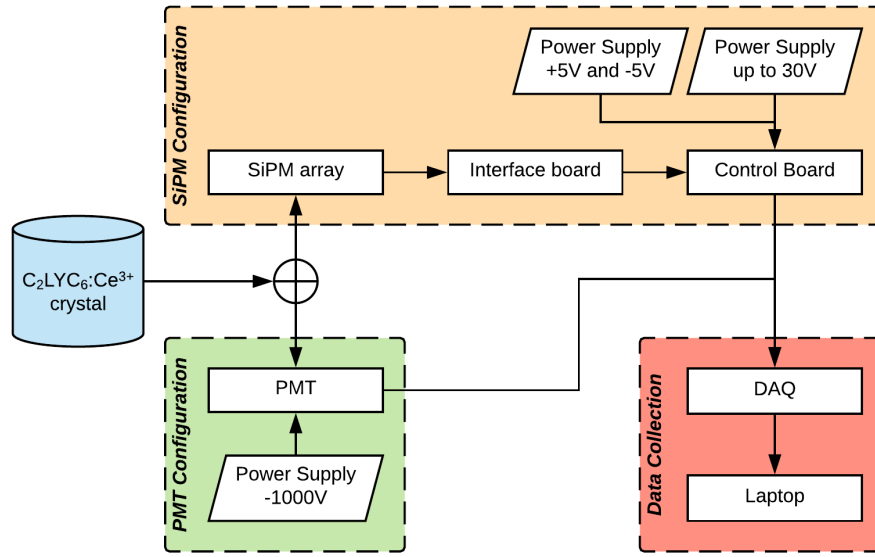 SiPM Configuration
Power Supply
+5V and -5V
Power Supply
up to 30V
SiPM array
Interface board
Control Board
C₂LYC₆:Ce³⁺
crystal
PMT Configuration
PMT
Power Supply
-1000V
Data Collection
DAQ
Laptop